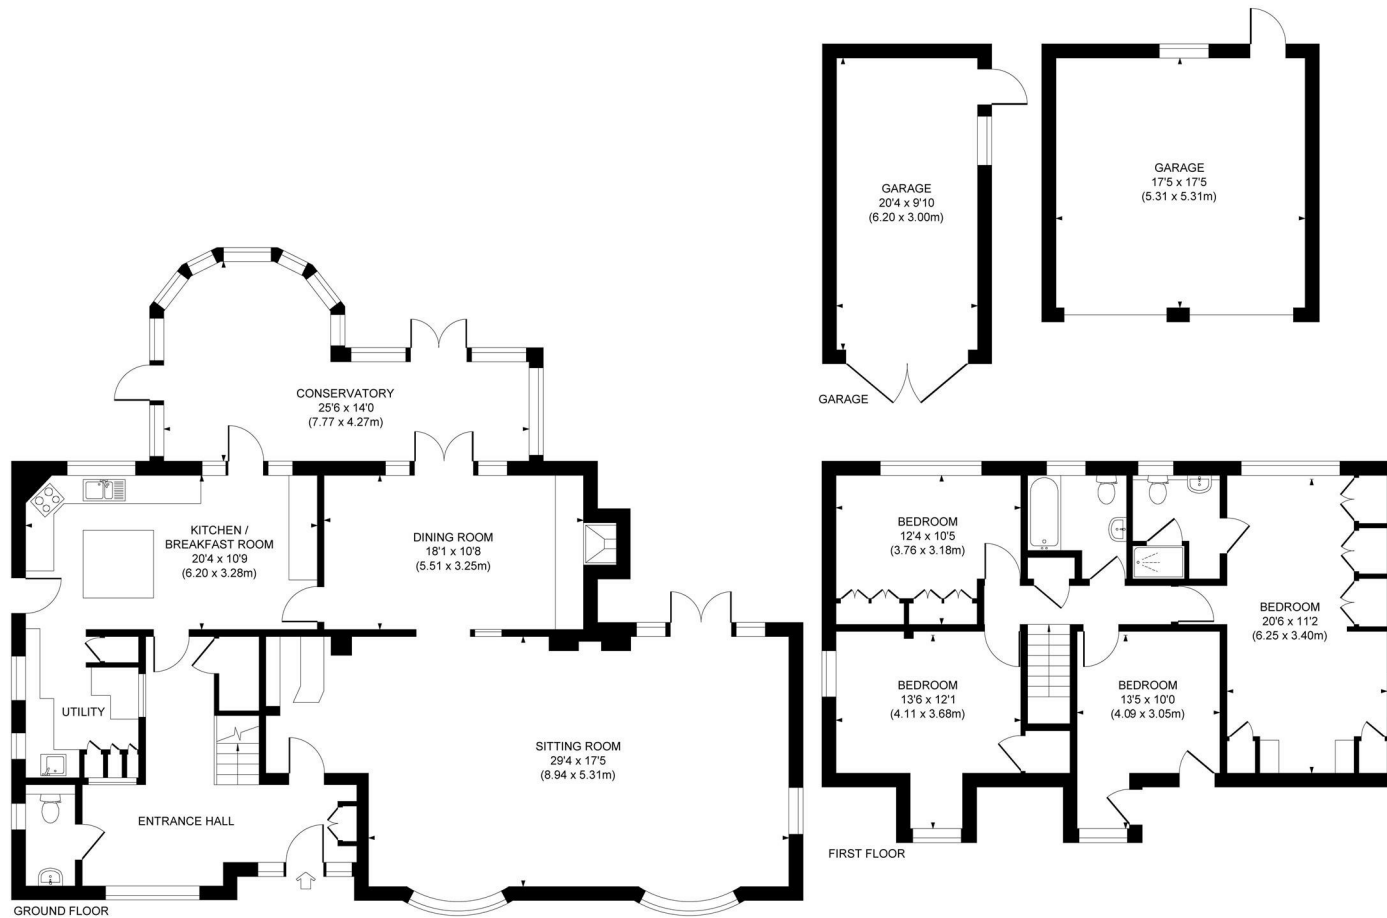 GARAGE
20'4 x 9'10
(6.20 x 3.00m)
GARAGE
17'5 x 17'5
(5.31 x 5.31m)
GARAGE
CONSERVATORY
25'6 x 14'0
(7.77 x 4.27m)
KITCHEN /
BREAKFAST ROOM
20'4 x 10'9
(6.20 x 3.28m)
DINING ROOM
18'1 x 10'8
(5.51 x 3.25m)
UTILITY
SITTING ROOM
29'4 x 17'5
(8.94 x 5.31m)
ENTRANCE HALL
GROUND FLOOR
BEDROOM
12'4 x 10'5
(3.76 x 3.18m)
BEDROOM
20'6 x 11'2
(6.25 x 3.40m)
BEDROOM
13'6 x 12'1
(4.11 x 3.68m)
BEDROOM
13'5 x 10'0
(4.09 x 3.05m)
FIRST FLOOR